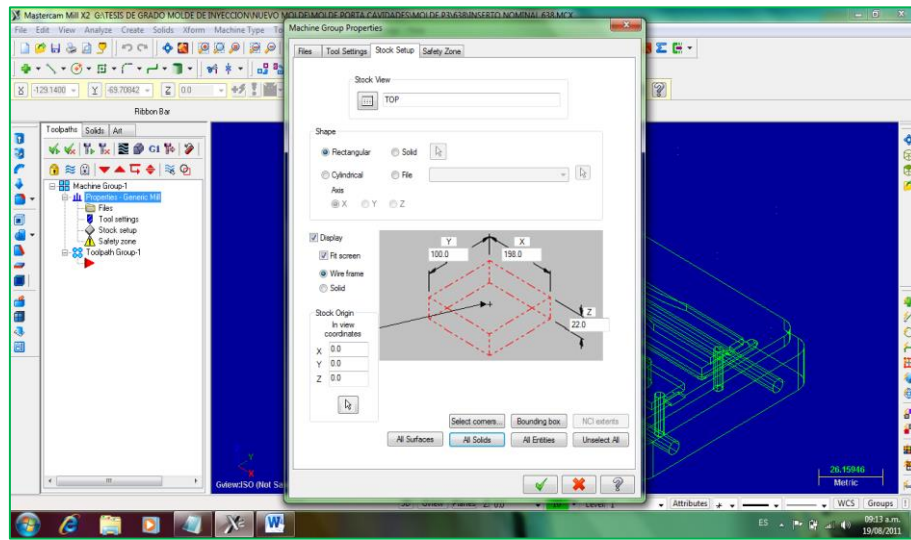 Mastercam Mill X2 G:\TESIS DE GRADO MOLDE DE INYECCION\NUEVO MOLDE\MOLDE PORTA CAVIDADES\MOLDE P3\638\INSERTO NOMINAL 638.MCX
File Edit View Analyze Create Solids Xform Machine Type
Machine Group Properties
Files Tool Settings Stock Setup Safety Zone
X -129.1400 Y -69.70842 Z 0.0
Ribbon Bar
Toolpaths Solids Art
G1
Machine Group-1
Properties - Generic Mill
Files
Tool settings
Stock setup
Safety zone
Toolpath Group-1
Stock View
TOP
Shape
Rectangular Solid
Cylindrical File
Axis
X Y Z
Display
Fit screen
Wire frame
Solid
Y X
100.0 198.0
Z
22.0
Stock Origin
In view
coordinates
X 0.0
Y 0.0
Z 0.0
Select corners... Bounding box NCI extents
All Surfaces All Solids All Entities Unselect All
Y
X
Gview:ISO (Not Sa
26.15946
Metric
Attributes WCS Groups
ES 09:13 a.m.
19/08/2011